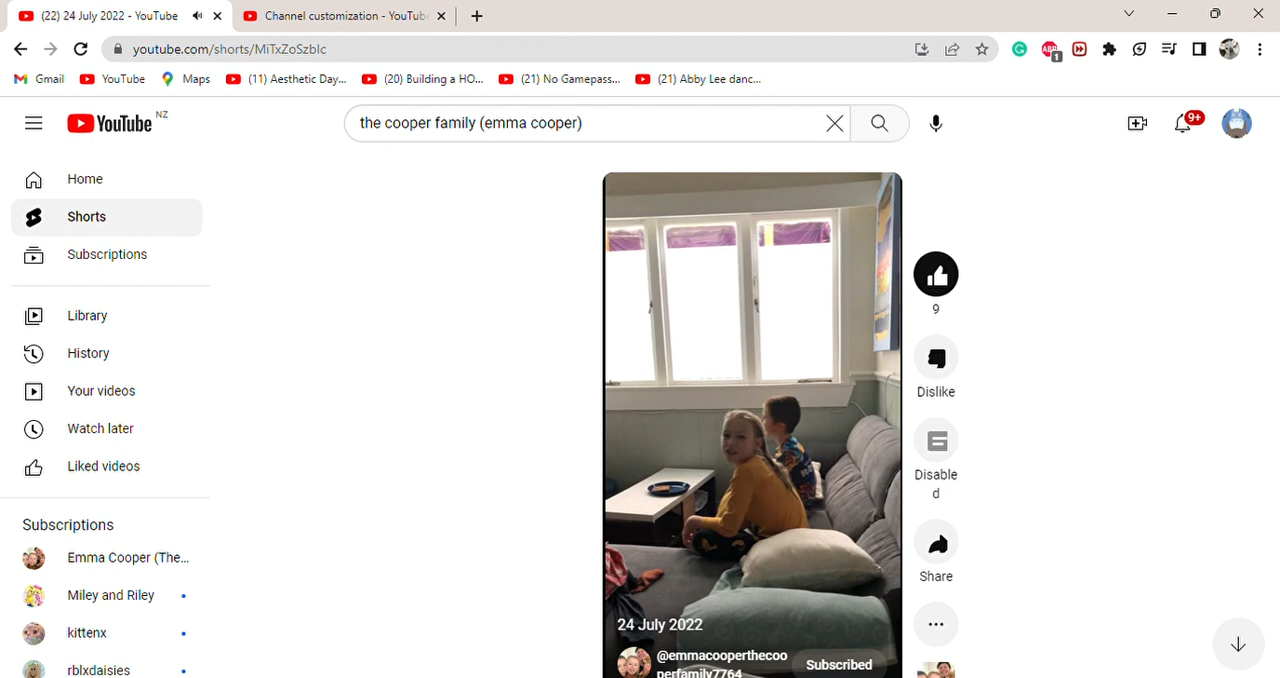 (22) 24 July 2022 - YouTube
Channel customization - YouTube
youtube.com/shorts/MiTxZoSzbIc
ABP
1
Gmail
YouTube
Maps
(11) Aesthetic Day...
(20) Building a HO...
(21) No Gamepass...
(21) Abby Lee danc...
YouTube NZ
the cooper family (emma cooper)
9+
Home
Shorts
Subscriptions
Library
History
Your videos
Watch later
Liked videos
Subscriptions
Emma Cooper (The...
Miley and Riley
kittenx
rblxdaisies
9
Dislike
Disable
d
Share
24 July 2022
@emmacooperthecoo
perfamily7764
Subscribed